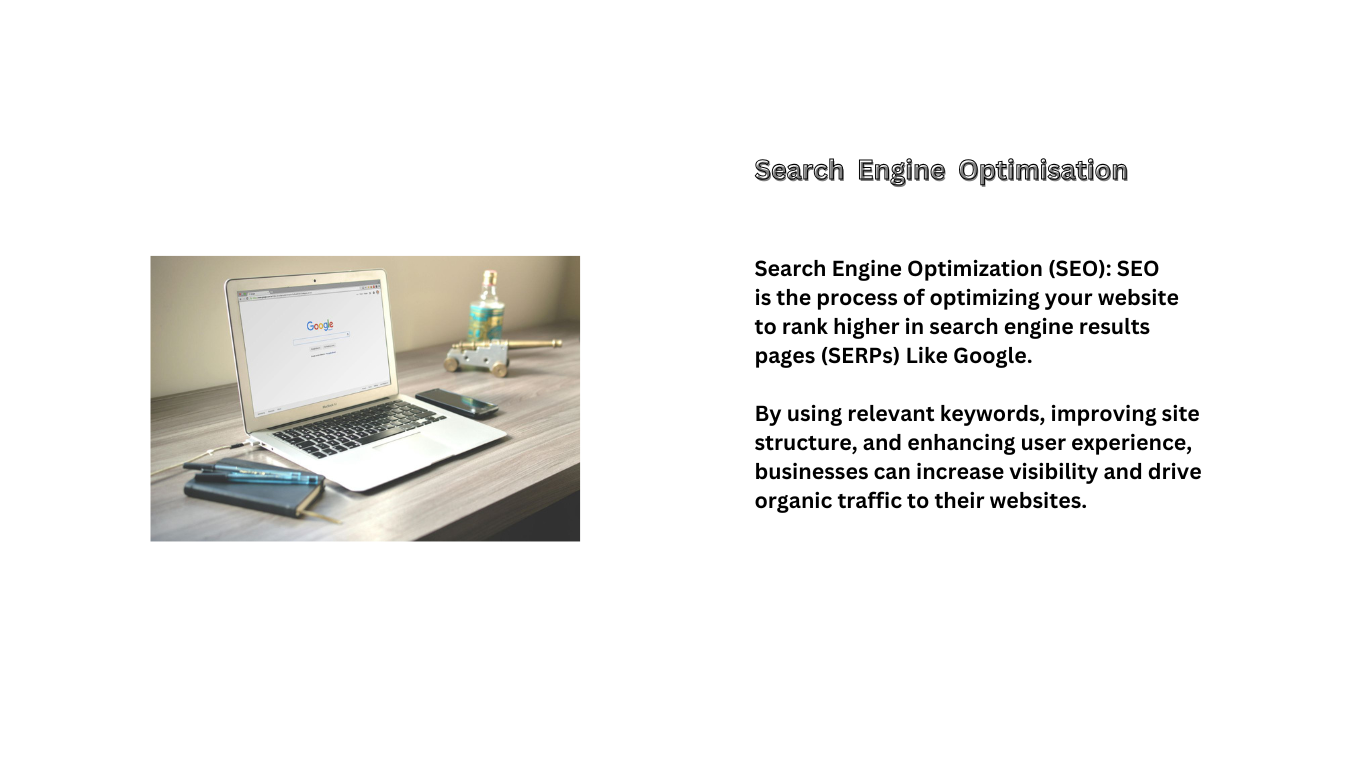 Search Engine Optimisation
Search Engine Optimization (SEO): SEO
is the process of optimizing your website
to rank higher in search engine results
pages (SERPs) Like Google.
By using relevant keywords, improving site
structure, and enhancing user experience,
businesses can increase visibility and drive
organic traffic to their websites.
Google